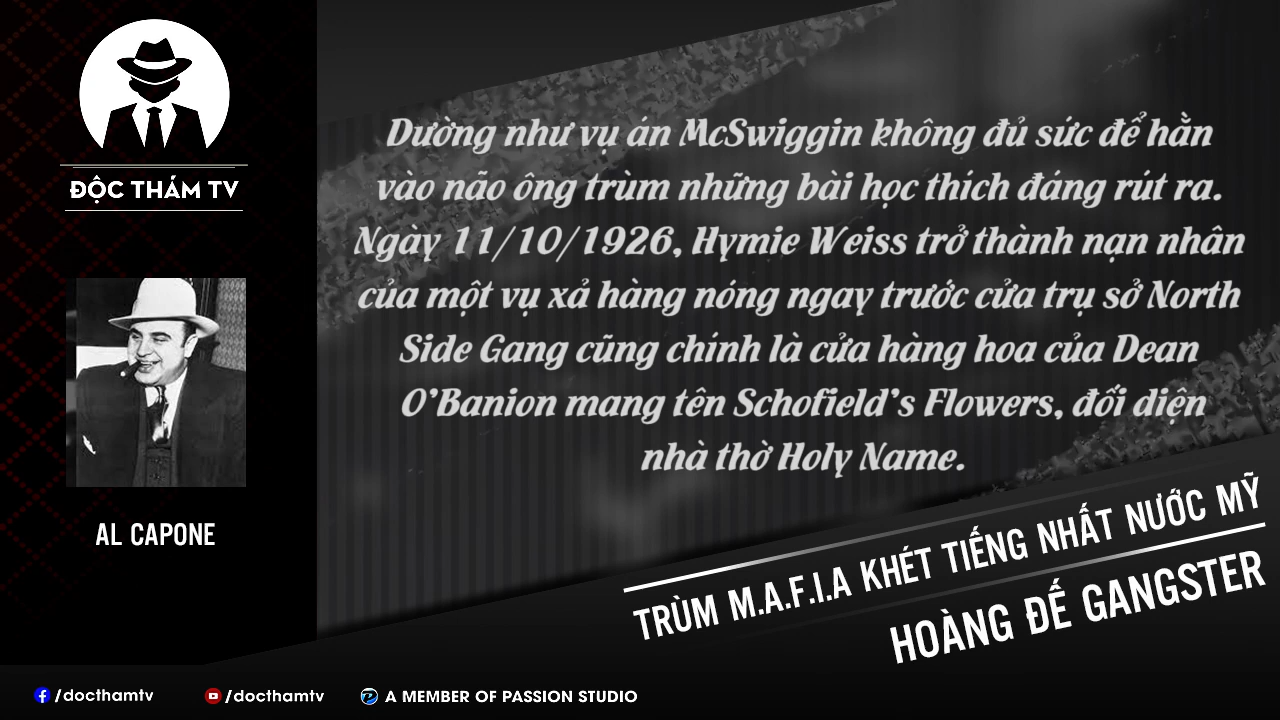 ĐỘC THÁM TV
AL CAPONE
Dường như vụ án McSwiggin không đủ sức để hằn
vào não ông trùm những bài học thích đáng rút ra.
Ngày 11/10/1926, Hymie Weiss trở thành nạn nhân
của một vụ xả hàng nóng ngay trước cửa trụ sở North
Side Gang cũng chính là cửa hàng hoa của Dean
O'Banion mang tên Schofield's Flowers, đối diện
nhà thờ Holy Name.
TRÙM M.A.F.I.A KHÉT TIẾNG NHẤT NƯỚC MỸ
HOÀNG ĐẾ GANGSTER
/docthamtv
/docthamtv
A MEMBER OF PASSION STUDIO